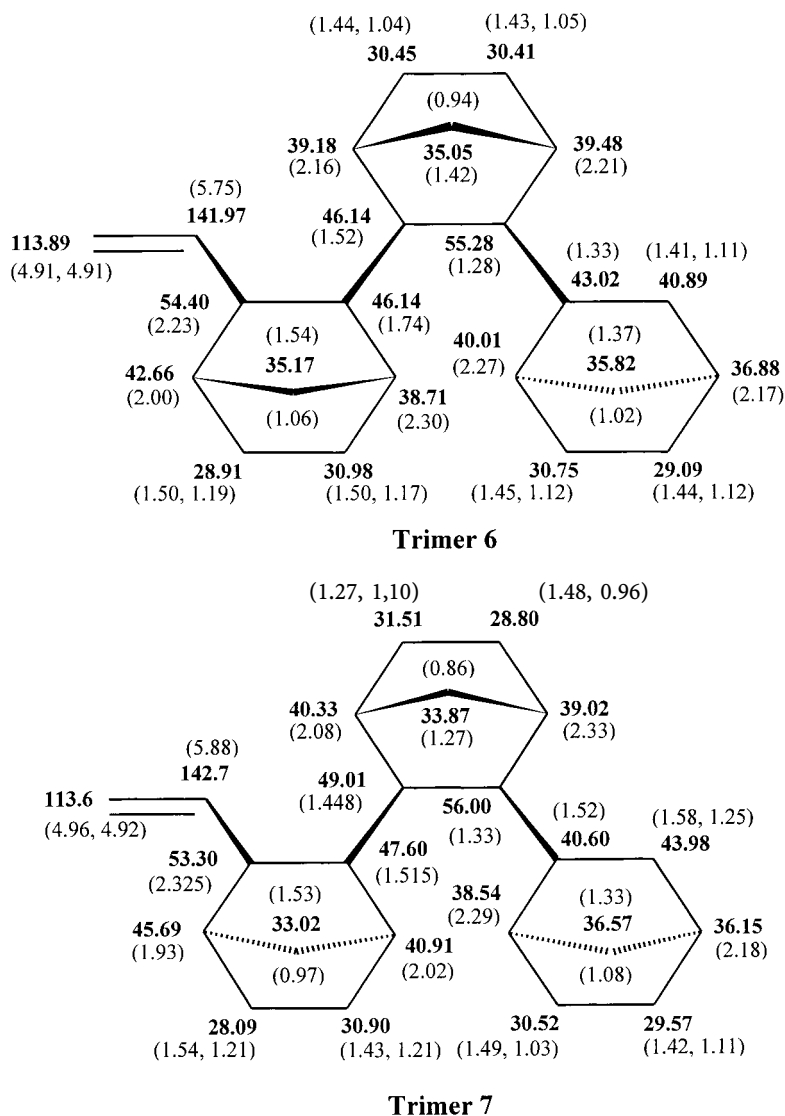 (1.44, 1.04) (1.43, 1.05)
30.45 30.41
(0.94)
39.18 35.05 39.48
(2.16) (1.42) (2.21)
(5.75)
141.97 46.14
113.89 (1.52) 55.28 (1.33) (1.41, 1.11)
(4.91, 4.91) (1.28) 43.02 40.89
54.40 46.14
(2.23) (1.54) (1.74) 40.01 (1.37)
42.66 35.17 (2.27) 35.82 36.88
(2.00) (1.06) 38.71 (1.02) (2.17)
(2.30)
28.91 30.98 30.75 29.09
(1.50, 1.19) (1.50, 1.17) (1.45, 1.12) (1.44, 1.12)
Trimer 6
(1.27, 1,10) (1.48, 0.96)
31.51 28.80
(0.86)
40.33 33.87 39.02
(2.08) (1.27) (2.33)
(5.88)
142.7 49.01
113.6 (1.448) 56.00 (1.52) (1.58, 1.25)
(4.96, 4.92) (1.33) 40.60 43.98
53.30 47.60
(2.325) (1.53) (1.515) 38.54 (1.33)
45.69 33.02 (2.29) 36.57 36.15
(1.93) (0.97) 40.91 (1.08) (2.18)
(2.02)
28.09 30.90 30.52 29.57
(1.54, 1.21) (1.43, 1.21) (1.49, 1.03) (1.42, 1.11)
Trimer 7